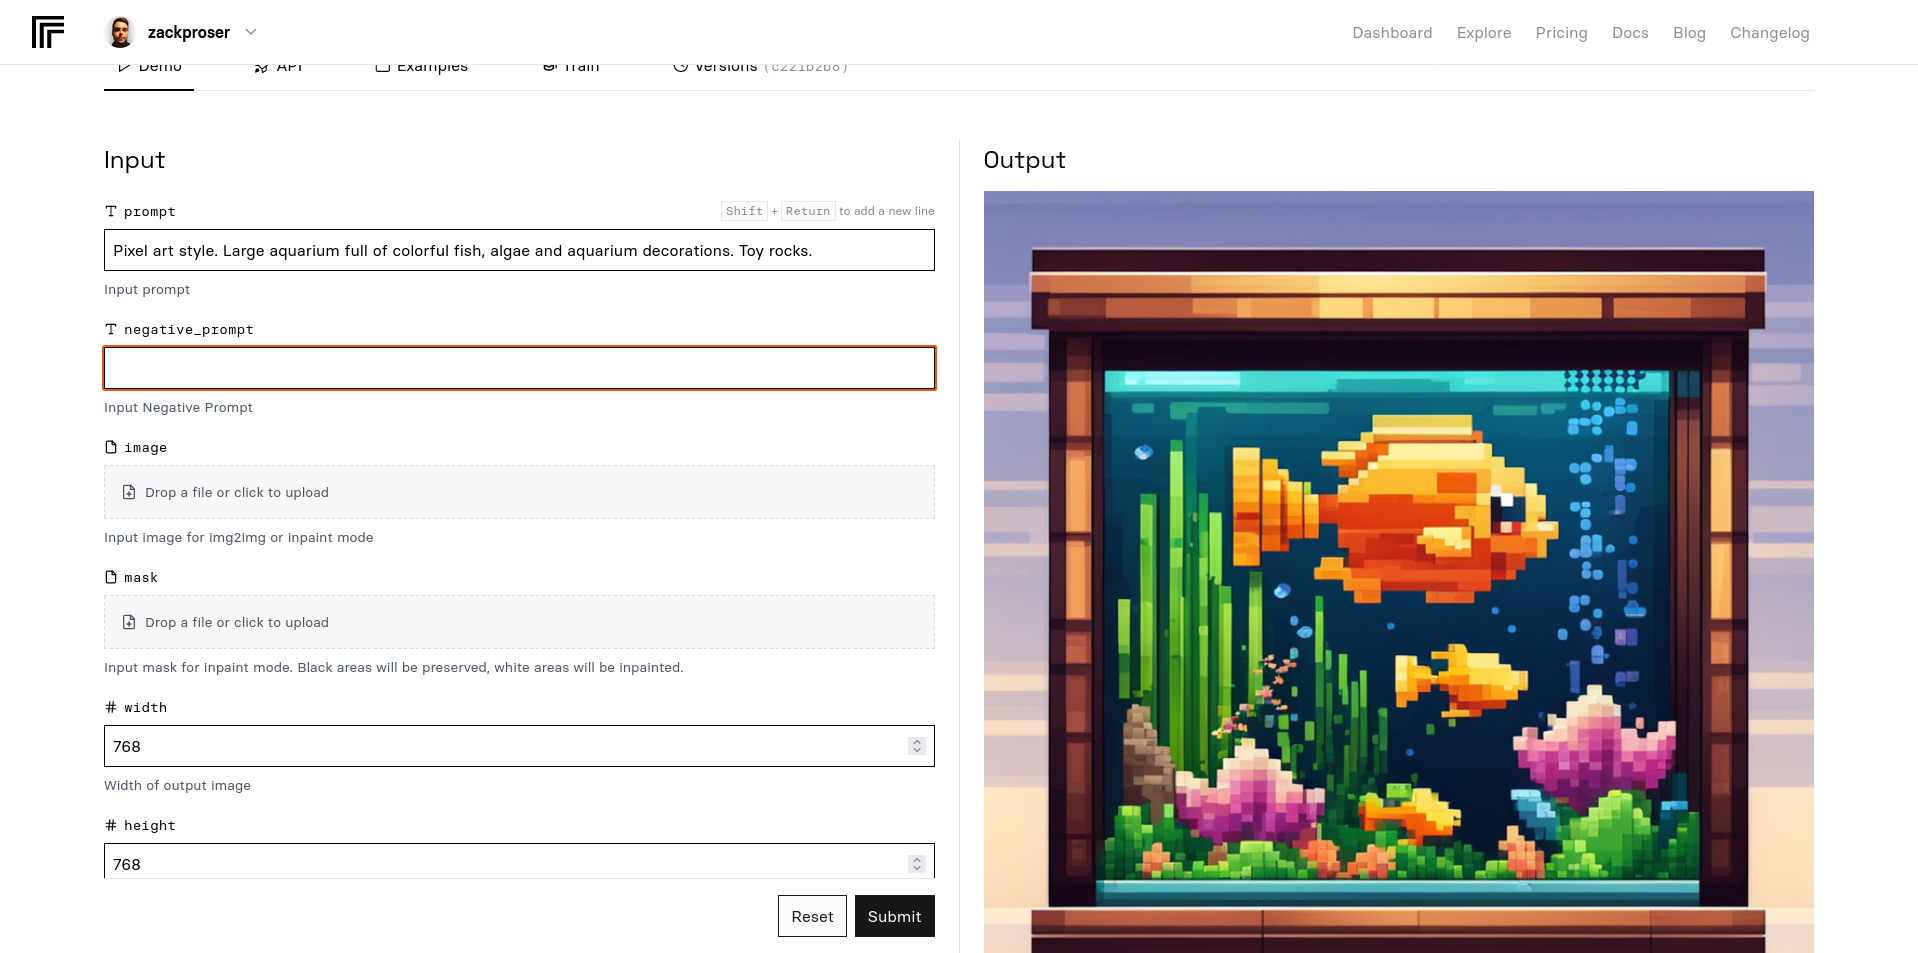 zackproser
Dashboard
Explore
Pricing
Docs
Blog
Changelog
Demo
API
Examples
Train
Versions (c221b2b8)
Input
prompt
Shift + Return to add a new line
Pixel art style. Large aquarium full of colorful fish, algae and aquarium decorations. Toy rocks.
Input prompt
negative_prompt
Input Negative Prompt
image
Drop a file or click to upload
Input image for img2img or inpaint mode
mask
Drop a file or click to upload
Input mask for inpaint mode. Black areas will be preserved, white areas will be inpainted.
# width
768
Width of output image
# height
768
Reset
Submit
Output